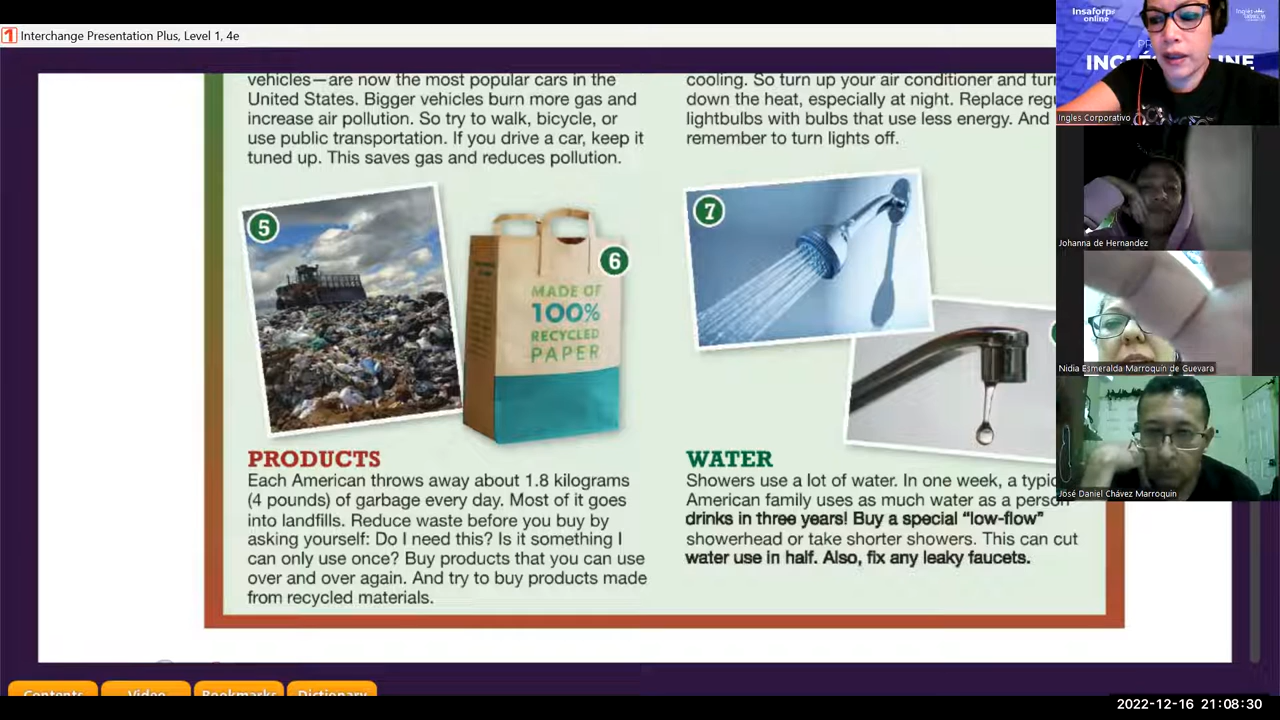 Interchange Presentation Plus, Level 1, 4e
vehicles—are now the most popular cars in the
United States. Bigger vehicles burn more gas and
increase air pollution. So try to walk, bicycle, or
use public transportation. If you drive a car, keep it
tuned up. This saves gas and reduces pollution.
cooling. So turn up your air conditioner and
down the heat, especially at night. Replace
lightbulbs with bulbs that use less energy. And
remember to turn lights off.
5
MADE OF
100%
RECYCLED
PAPER
6
7
PRODUCTS
Each American throws away about 1.8 kilograms
(4 pounds) of garbage every day. Most of it goes
into landfills. Reduce waste before you buy by
asking yourself: Do I need this? Is it something I
can only use once? Buy products that you can use
over and over again. And try to buy products made
from recycled materials.
WATER
Showers use a lot of water. In one week, a
American family uses as much water as a person
drinks in three years! Buy a special “low-flow”
showerhead or take shorter showers. This can cut
water use in half. Also, fix any leaky faucets.
Contents
Video
Bookmarks
Dictionary
Insaforp
online
Ingles Corporativo
Johanna de Hernandez
Nidia Esmeralda Marroquin de Guevara
José Daniel Chávez Marroquin
2022-12-16 21:08:30